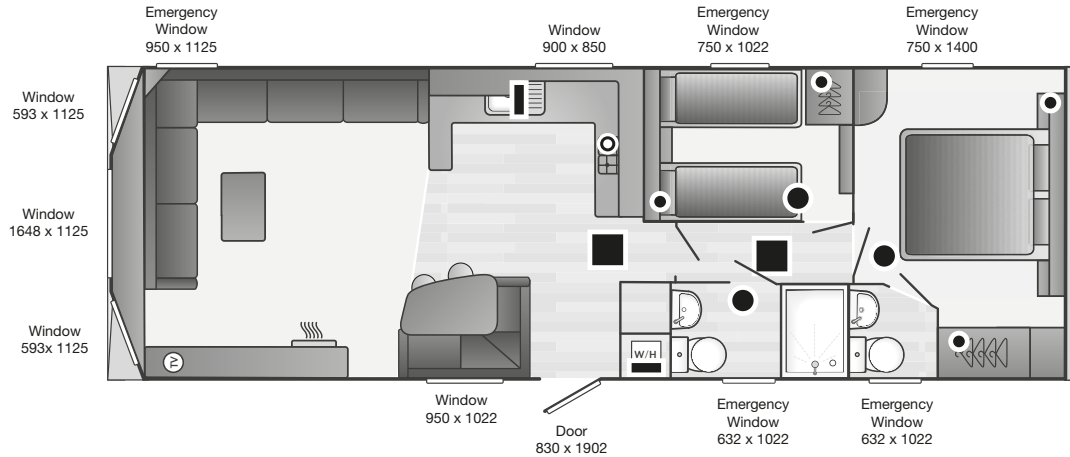 Emergency
Window
950 x 1125
Window
900 x 850
Emergency
Window
750 x 1022
Emergency
Window
750 x 1400
Window
593 x 1125
Window
1648 x 1125
Window
593x 1125
TV
W/H
Window
950 x 1022
Door
830 x 1902
Emergency
Window
632 x 1022
Emergency
Window
632 x 1022